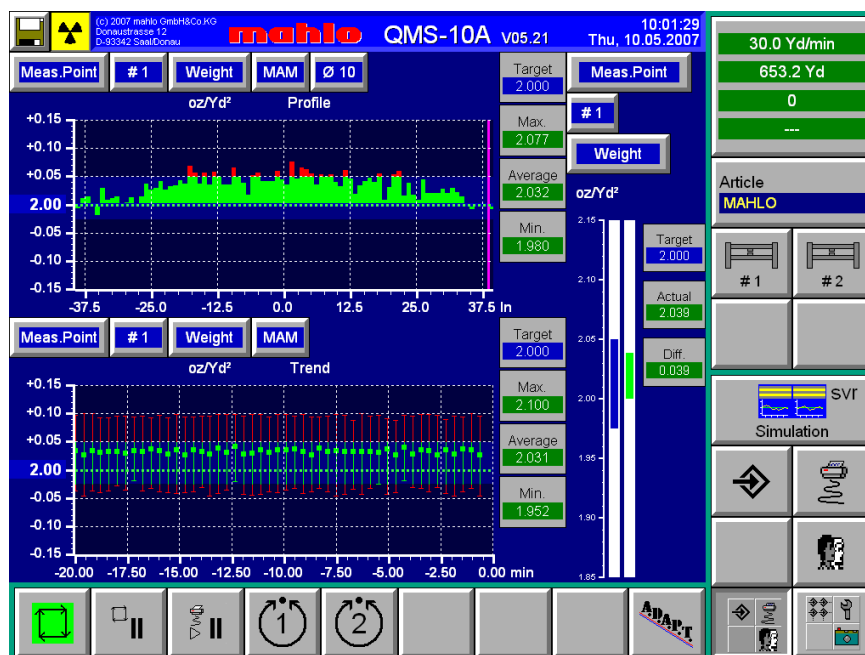 (c) 2007 mahlo GmbH&Co.KG
Donaustrasse 12
D-93342 Saal/Donau
mahlo
QMS-10A V05.21
10:01:29
Thu, 10.05.2007
Meas.Point # 1 Weight MAM Ø 10
oz/Yd² Profile
+0.15
+0.10
+0.05
2.00
-0.05
-0.10
-0.15
-37.5 -25.0 -12.5 0.0 12.5 25.0 37.5 In
Target
2.000
Max.
2.077
Average
2.032
Min.
1.980
Meas.Point # 1 Weight MAM
oz/Yd² Trend
+0.15
+0.10
+0.05
2.00
-0.05
-0.10
-0.15
-20.00 -17.50 -15.00 -12.50 -10.00 -7.50 -5.00 -2.50 0.00 min
Target
2.000
Max.
2.100
Average
2.031
Min.
1.952
Meas.Point
# 1
Weight
oz/Yd²
2.15
2.10
2.05
2.00
1.95
1.90
1.85
Target
2.000
Actual
2.039
Diff.
0.039
30.0 Yd/min
653.2 Yd
0
---
Article
MAHLO
# 1 # 2
svr
Simulation
1 2
ADAPT